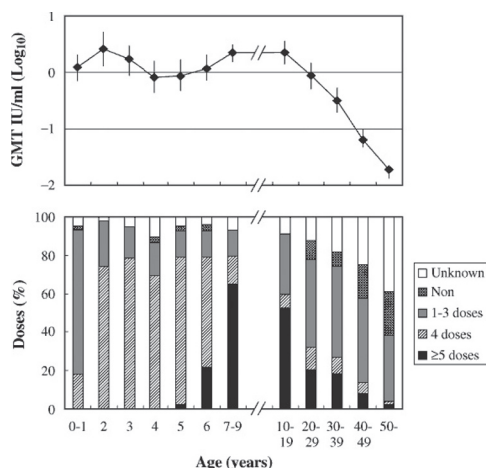 GMT IU/ml (Log10)
1
0
−1
−2
Doses (%)
100
80
60
40
20
0
Unknown
Non
1-3 doses
4 doses
≥5 doses
0-1 2 3 4 5 6 7-9 10-19 20-29 30-39 40-49 50-
Age (years)